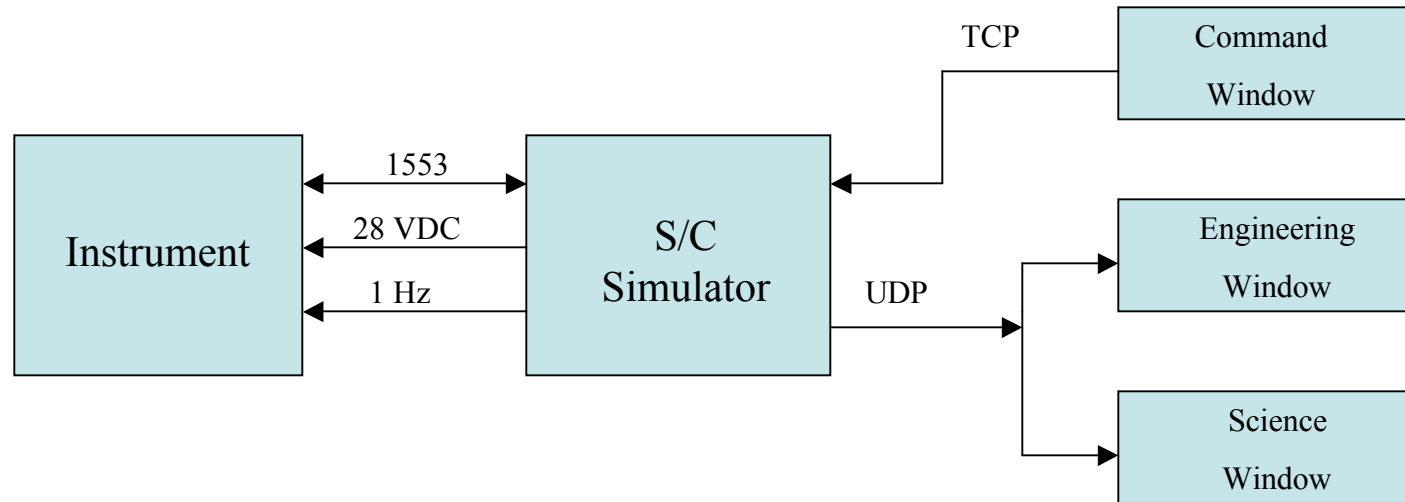 TCP
Command
Window
1553
28 VDC
1 Hz
Instrument
S/C
Simulator
UDP
Engineering
Window
Science
Window